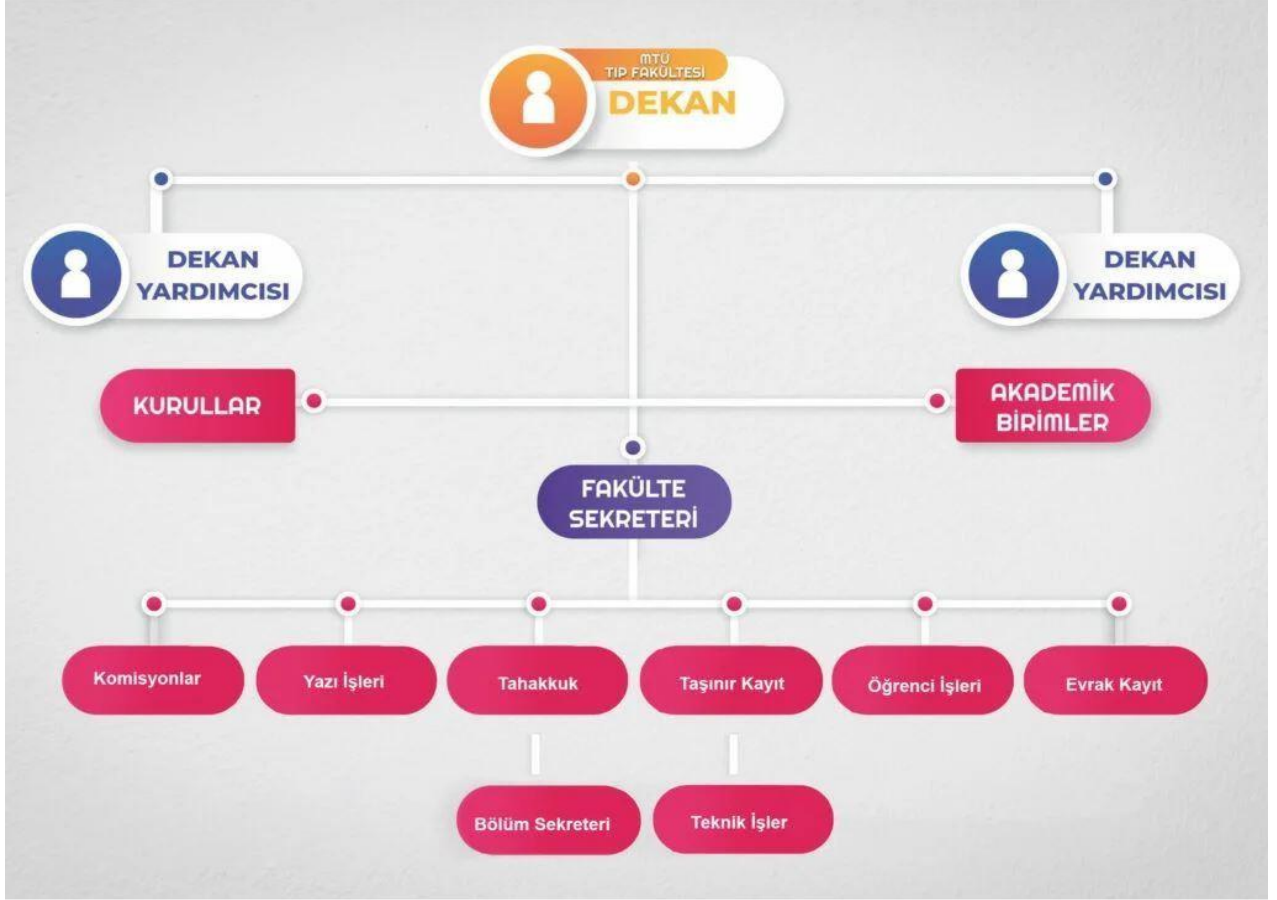 MTÜ
TIP FAKÜLTESİ
DEKAN
DEKAN
YARDIMCISI
DEKAN
YARDIMCISI
KURULLAR
AKADEMİK
BİRİMLER
FAKÜLTE
SEKRETERİ
Komisyonlar
Yazı İşleri
Tahakkuk
Taşınır Kayıt
Öğrenci İşleri
Evrak Kayıt
Bölüm Sekreteri
Teknik İşler